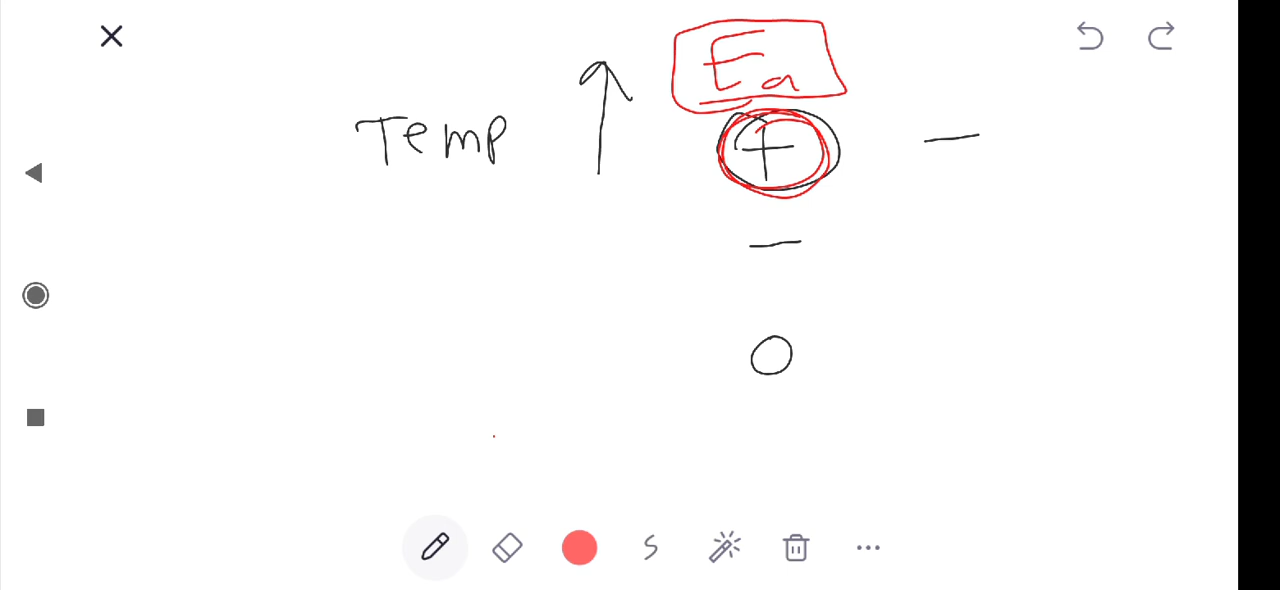 Ea
Temp ↑ + —
—
0